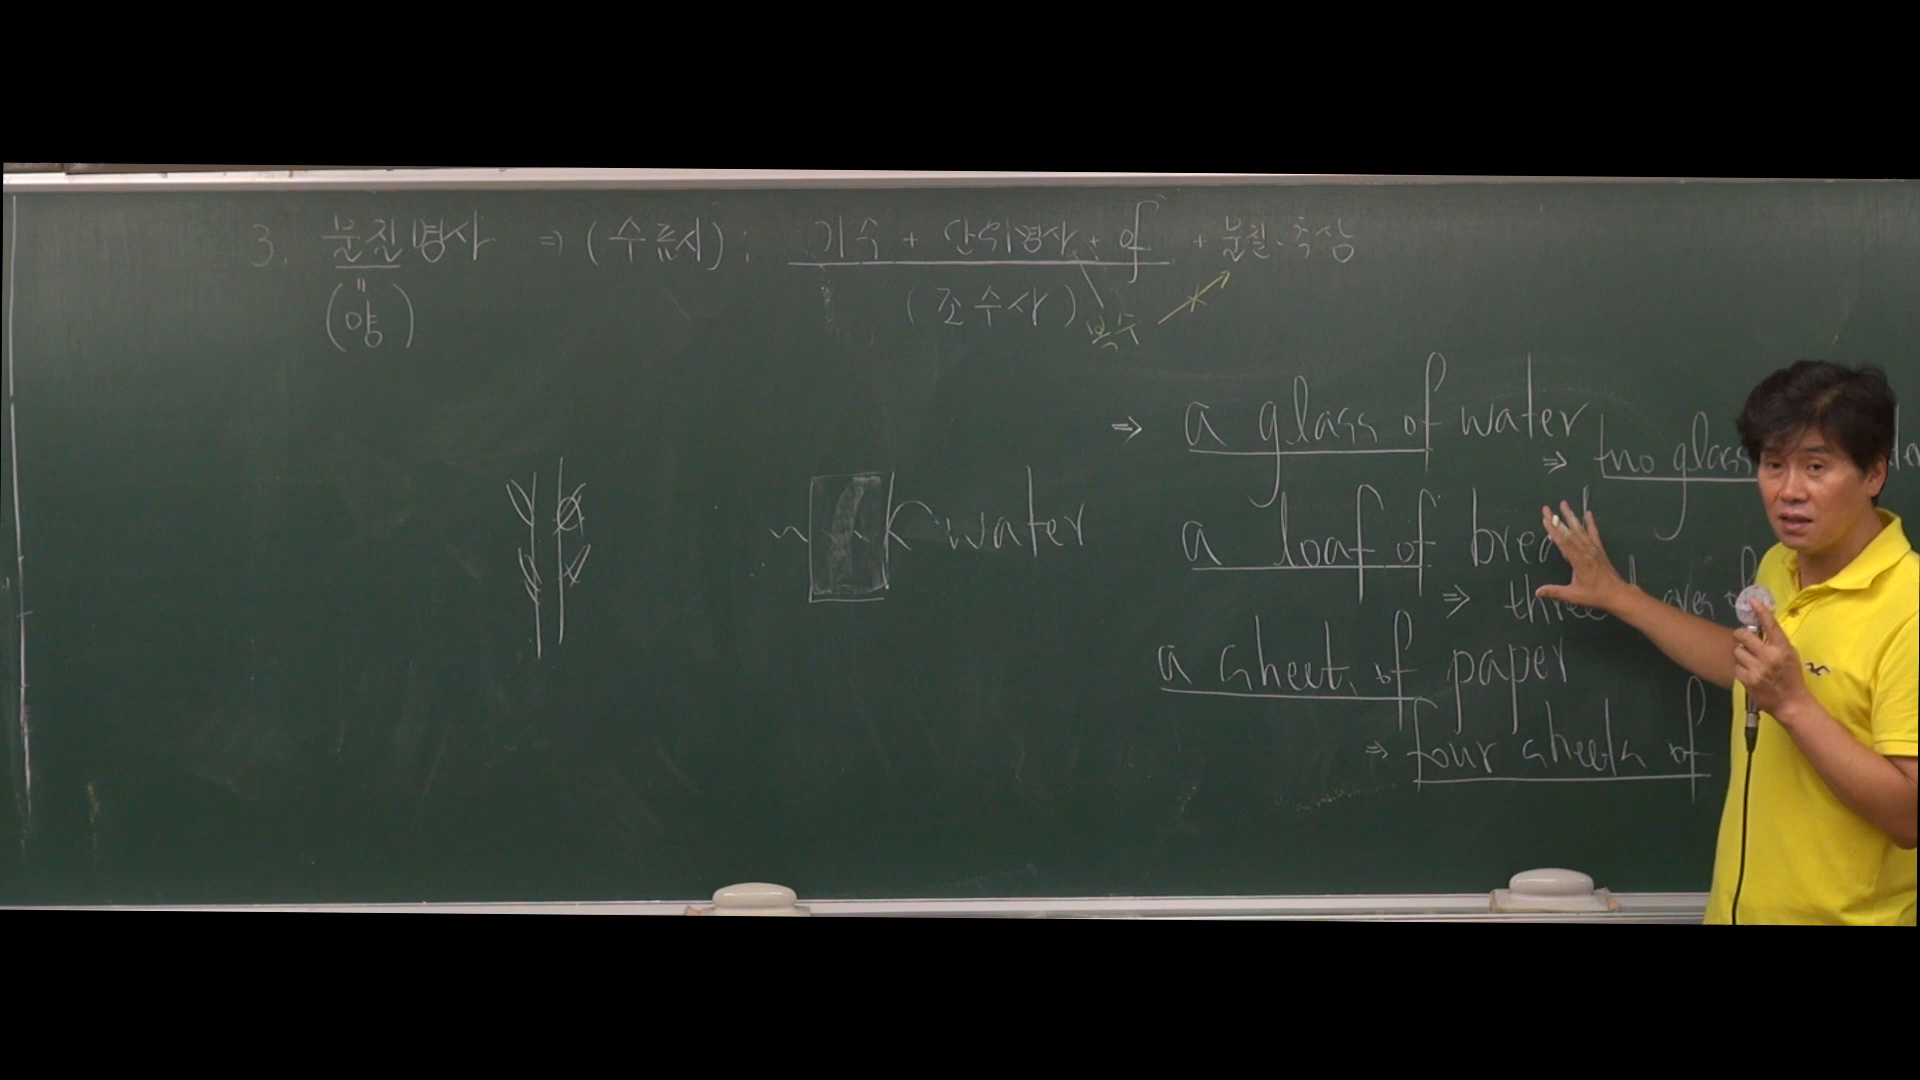 3. 물질명사 ⇒ (수표시) : 기수 + 단위명사 + of + 물질·추상
(양) (조수사) 복수
⇒ a glass of water
⇒ two glass
water
a loaf of bread
⇒ three
a sheet of paper
⇒ four sheets of